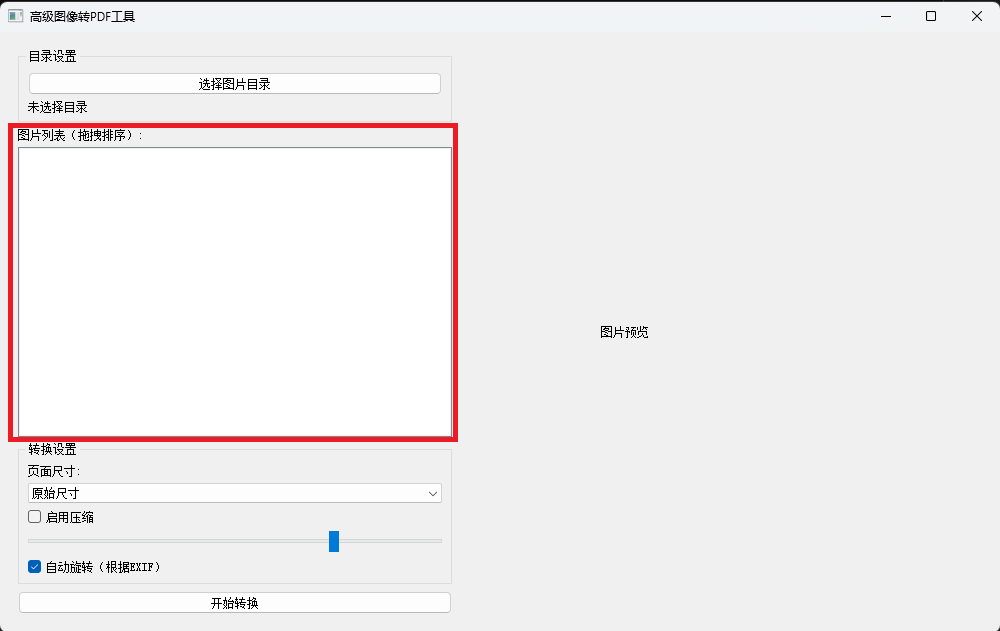 高级图像转PDF工具
目录设置
选择图片目录
未选择目录
图片列表（拖拽排序）:
图片预览
转换设置
页面尺寸:
原始尺寸
启用压缩
自动旋转（根据EXIF）
开始转换